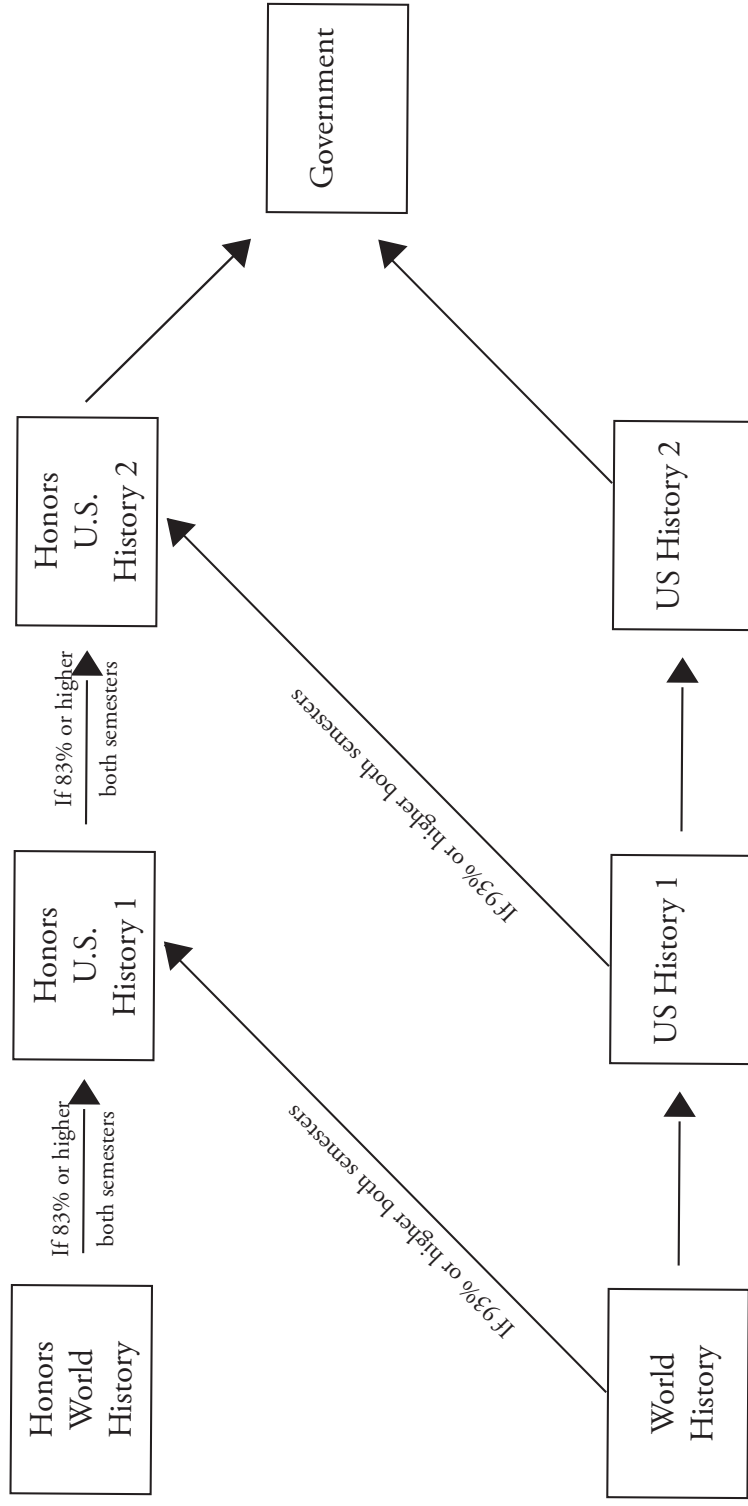 Honors
World
History
If 83% or higher
both semesters
Honors
U.S.
History 1
If 83% or higher
both semesters
Honors
U.S.
History 2
Government
If 93% or higher both semesters
If 93% or higher both semesters
World
History
US History 1
US History 2